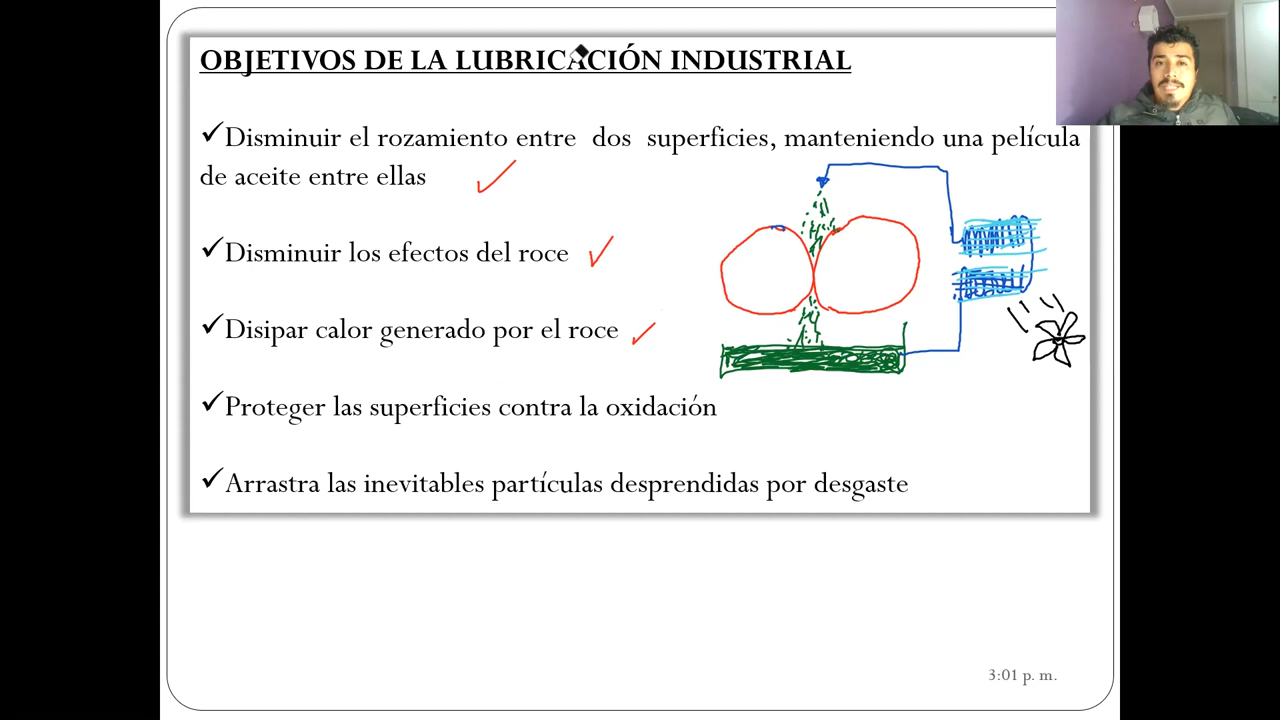 OBJETIVOS DE LA LUBRICACIÓN INDUSTRIAL
✓Disminuir el rozamiento entre dos superficies, manteniendo una película
de aceite entre ellas
✓Disminuir los efectos del roce
✓Disipar calor generado por el roce
✓Proteger las superficies contra la oxidación
✓Arrastra las inevitables partículas desprendidas por desgaste
3:01 p. m.